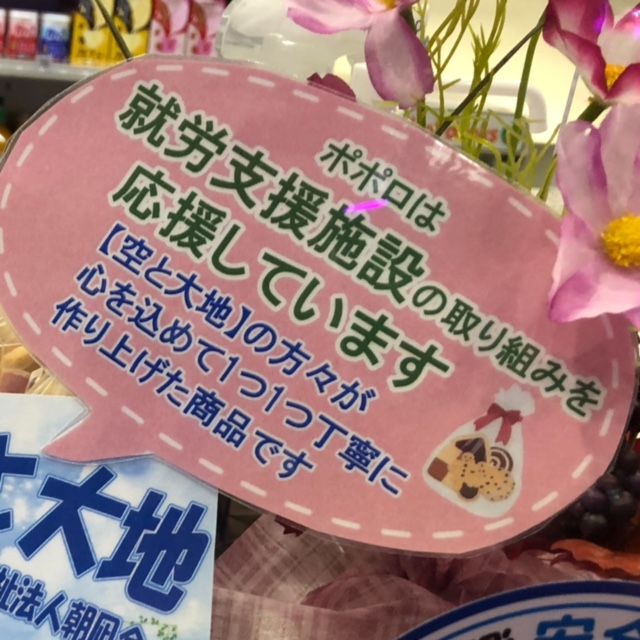 ポポロは
就労支援施設の取り組みを
応援しています
【空と大地】の方々が
心を込めて1つ1つ丁寧に
作り上げた商品です
と大地
祉法人朝凪会